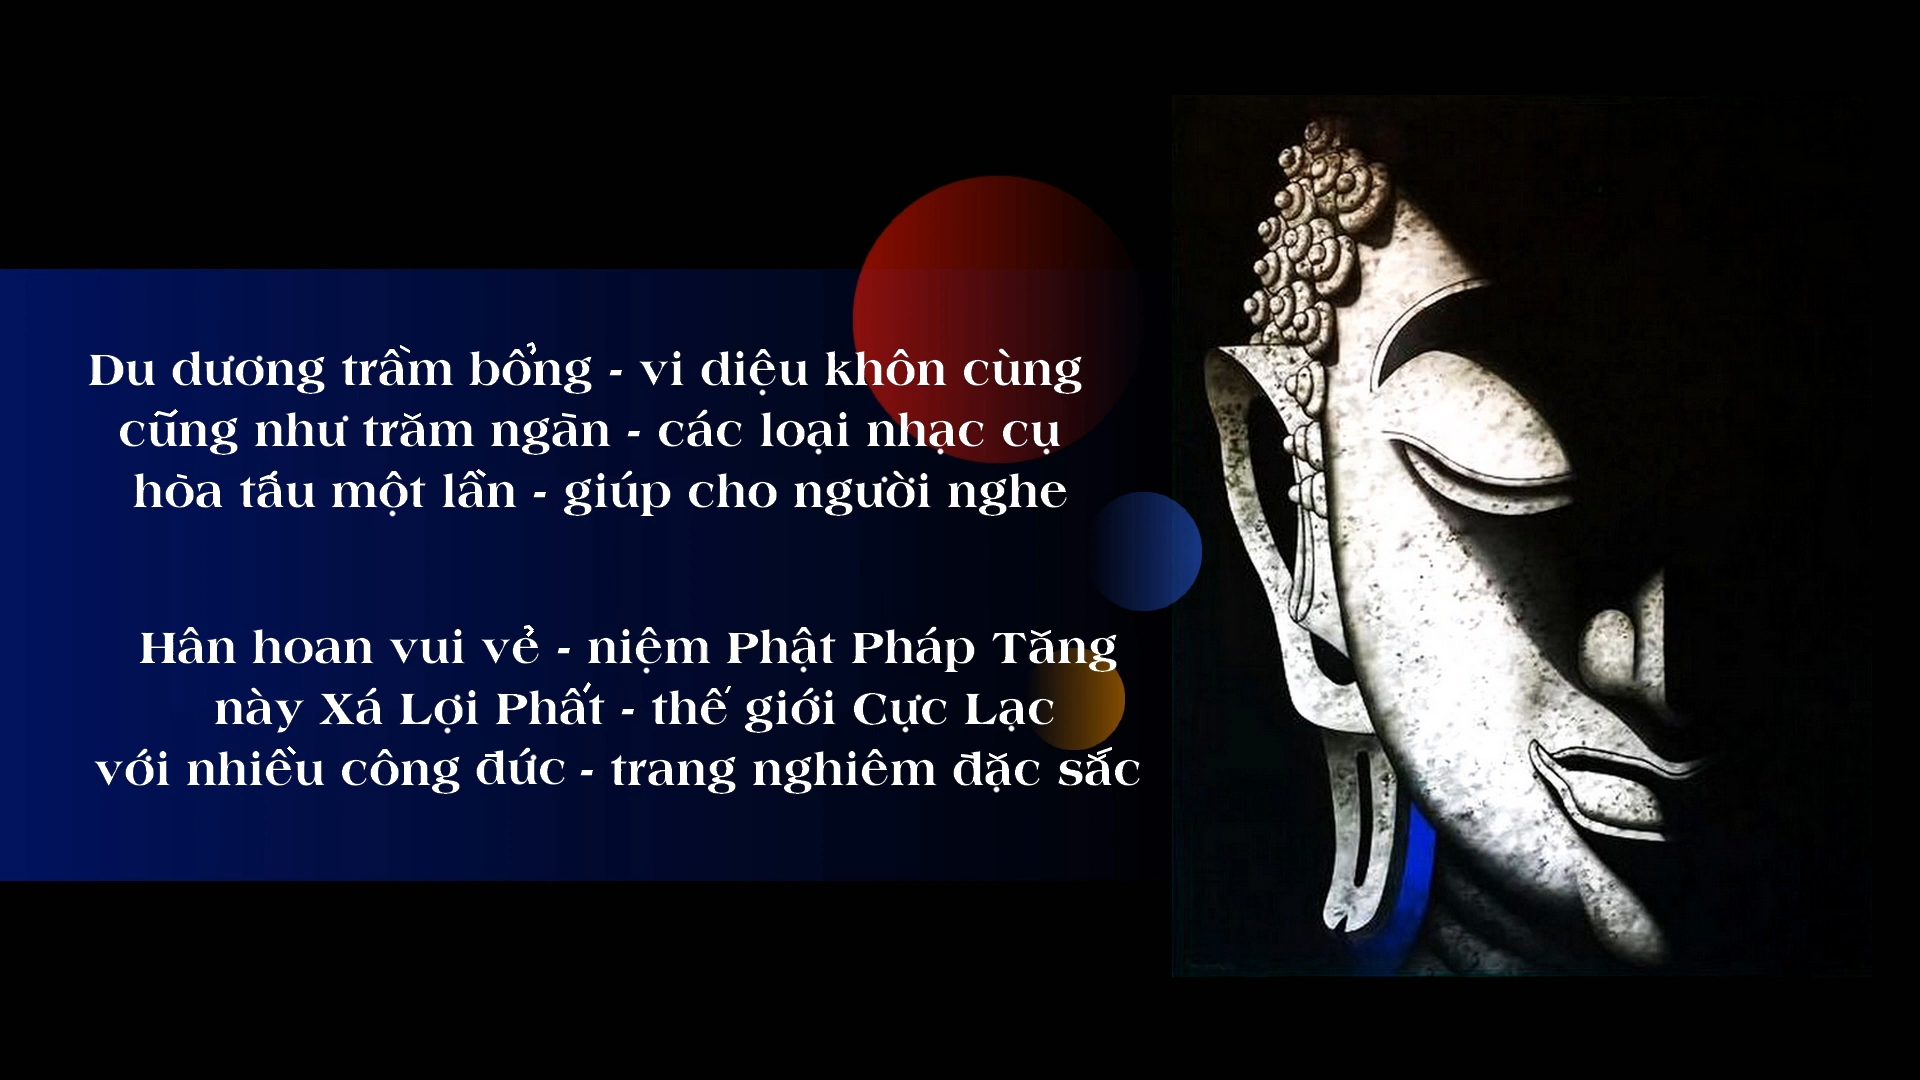 Du dương trầm bổng - vi diệu khôn cùng
cũng như trăm ngàn - các loại nhạc cụ
hòa tấu một lần - giúp cho người nghe
Hân hoan vui vẻ - niệm Phật Pháp Tăng
này Xá Lợi Phất - thế giới Cực Lạc
với nhiều công đức - trang nghiêm đặc sắc